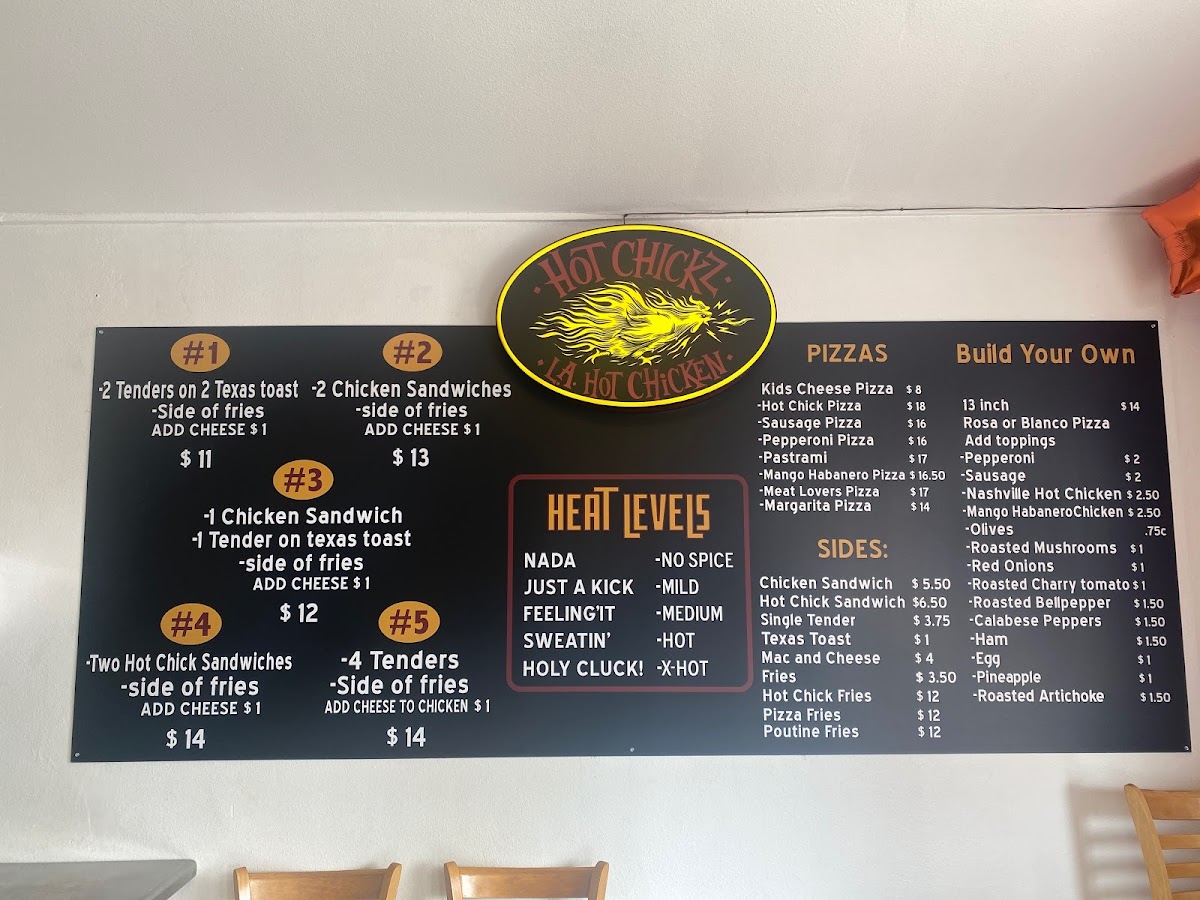 HOT CHICKZ
L.A. HOT CHICKEN
#1
-2 Tenders on 2 Texas toast
-Side of fries
ADD CHEESE $1
$11
#2
-2 Chicken Sandwiches
-side of fries
ADD CHEESE $1
$13
#3
-1 Chicken Sandwich
-1 Tender on texas toast
-side of fries
ADD CHEESE $1
$12
#4
-Two Hot Chick Sandwiches
-side of fries
ADD CHEESE $1
$14
#5
-4 Tenders
-Side of fries
ADD CHEESE TO CHICKEN $1
$14
HEAT LEVELS
NADA -NO SPICE
JUST A KICK -MILD
FEELING'IT -MEDIUM
SWEATIN' -HOT
HOLY CLUCK! -X-HOT
PIZZAS
Kids Cheese Pizza $8
-Hot Chick Pizza $18
-Sausage Pizza $16
-Pepperoni Pizza $16
-Pastrami $17
-Mango Habanero Pizza $16.50
-Meat Lovers Pizza $17
-Margarita Pizza $14
SIDES:
Chicken Sandwich $5.50
Hot Chick Sandwich $6.50
Single Tender $3.75
Texas Toast $1
Mac and Cheese $4
Fries $3.50
Hot Chick Fries $12
Pizza Fries $12
Poutine Fries $12
Build Your Own
13 inch $14
Rosa or Blanco Pizza
Add toppings
-Pepperoni $2
-Sausage $2
-Nashville Hot Chicken $2.50
-Mango HabaneroChicken $2.50
-Olives .75c
-Roasted Mushrooms $1
-Red Onions $1
-Roasted Charry tomato $1
-Roasted Bellpepper $1.50
-Calabese Peppers $1.50
-Ham $1.50
-Egg $1
-Pineapple $1
-Roasted Artichoke $1.50